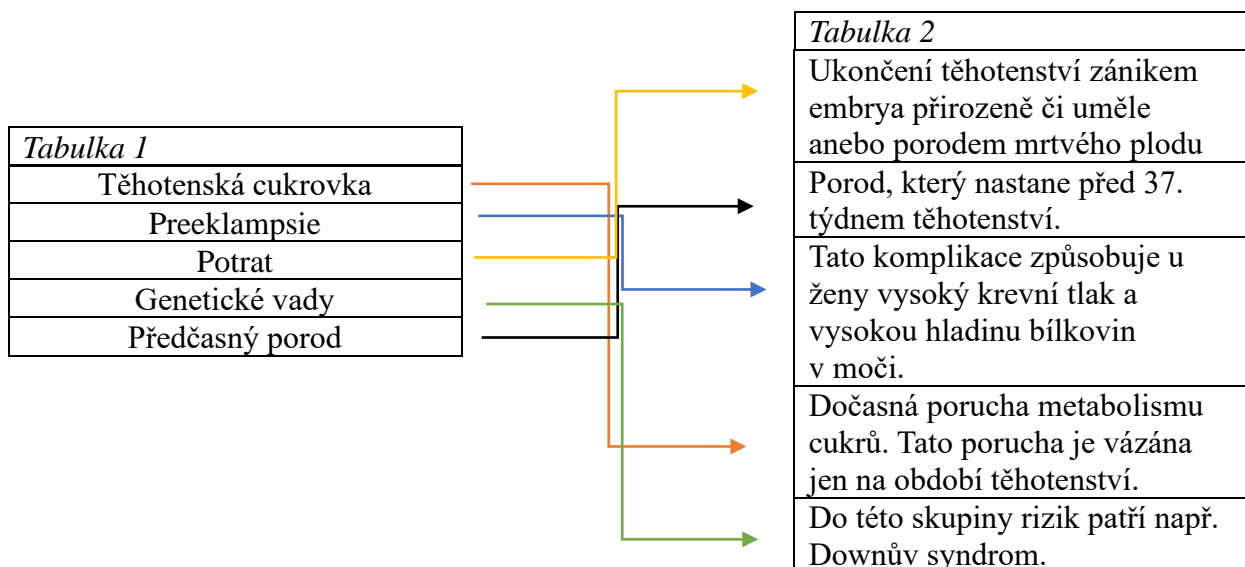 Tabulka 1
Těhotenská cukrovka
Preeklampsie
Potrat
Genetické vady
Předčasný porod
Tabulka 2
Ukončení těhotenství zánikem
embrya přirozeně či uměle
anebo porodem mrtvého plodu
Porod, který nastane před 37.
týdnem těhotenství.
Tato komplikace způsobuje u
ženy vysoký krevní tlak a
vysokou hladinu bílkovin
v moči.
Dočasná porucha metabolismu
cukrů. Tato porucha je vázána
jen na období těhotenství.
Do této skupiny rizik patří např.
Downův syndrom.